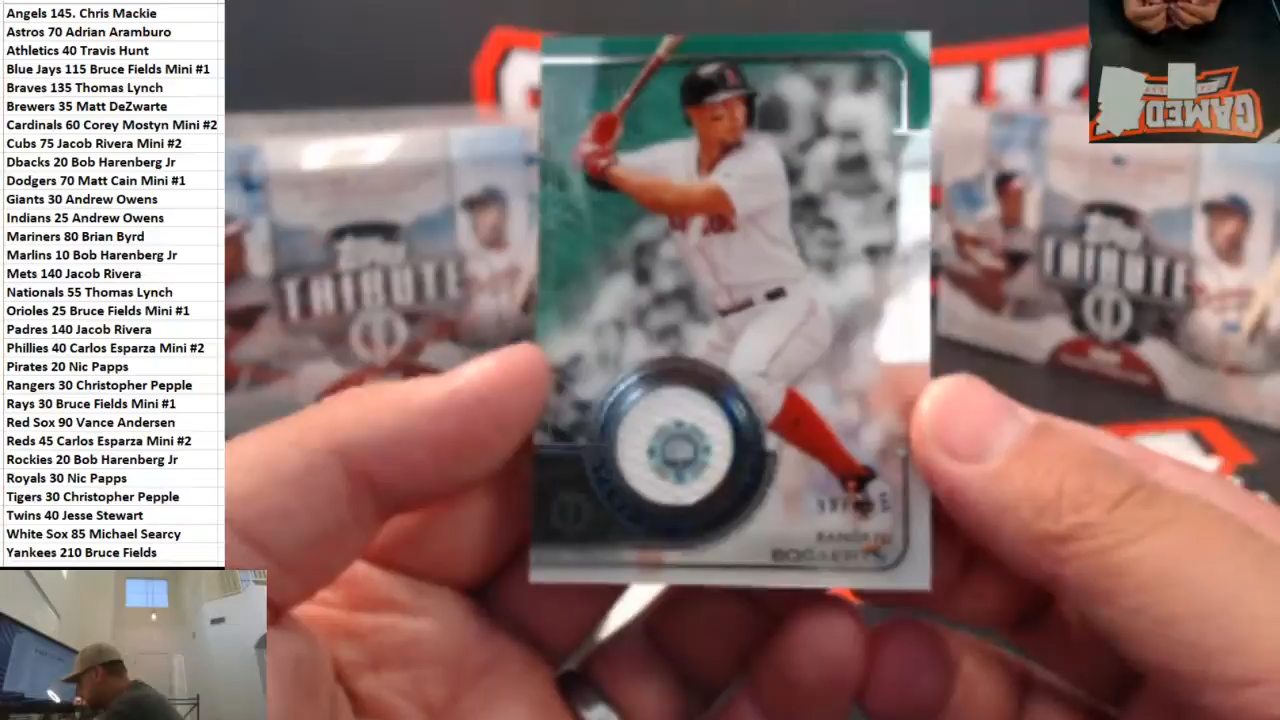 Angels 145. Chris Mackie
Astros 70 Adrian Aramburo
Athletics 40 Travis Hunt
Blue Jays 115 Bruce Fields Mini #1
Braves 135 Thomas Lynch
Brewers 35 Matt DeZwarte
Cardinals 60 Corey Mostyn Mini #2
Cubs 75 Jacob Rivera Mini #2
Dbacks 20 Bob Harenberg Jr
Dodgers 70 Matt Cain Mini #1
Giants 30 Andrew Owens
Indians 25 Andrew Owens
Mariners 80 Brian Byrd
Marlins 10 Bob Harenberg Jr
Mets 140 Jacob Rivera
Nationals 55 Thomas Lynch
Orioles 25 Bruce Fields Mini #1
Padres 140 Jacob Rivera
Phillies 40 Carlos Esparza Mini #2
Pirates 20 Nic Papps
Rangers 30 Christopher Pepple
Rays 30 Bruce Fields Mini #1
Red Sox 90 Vance Andersen
Reds 45 Carlos Esparza Mini #2
Rockies 20 Bob Harenberg Jr
Royals 30 Nic Papps
Tigers 30 Christopher Pepple
Twins 40 Jesse Stewart
White Sox 85 Michael Searcy
Yankees 210 Bruce Fields
TRIBUTE
TRIBUTE
XANDER
BOGAERTS